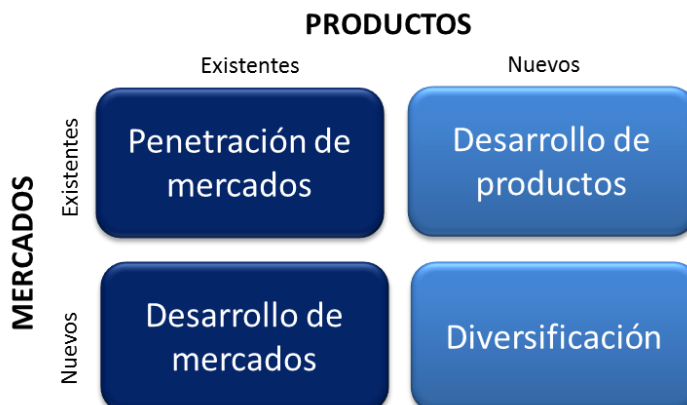 PRODUCTOS
Existentes
Nuevos
MERCADOS
Existentes
Penetración de
mercados
Desarrollo de
productos
Nuevos
Desarrollo de
mercados
Diversificación